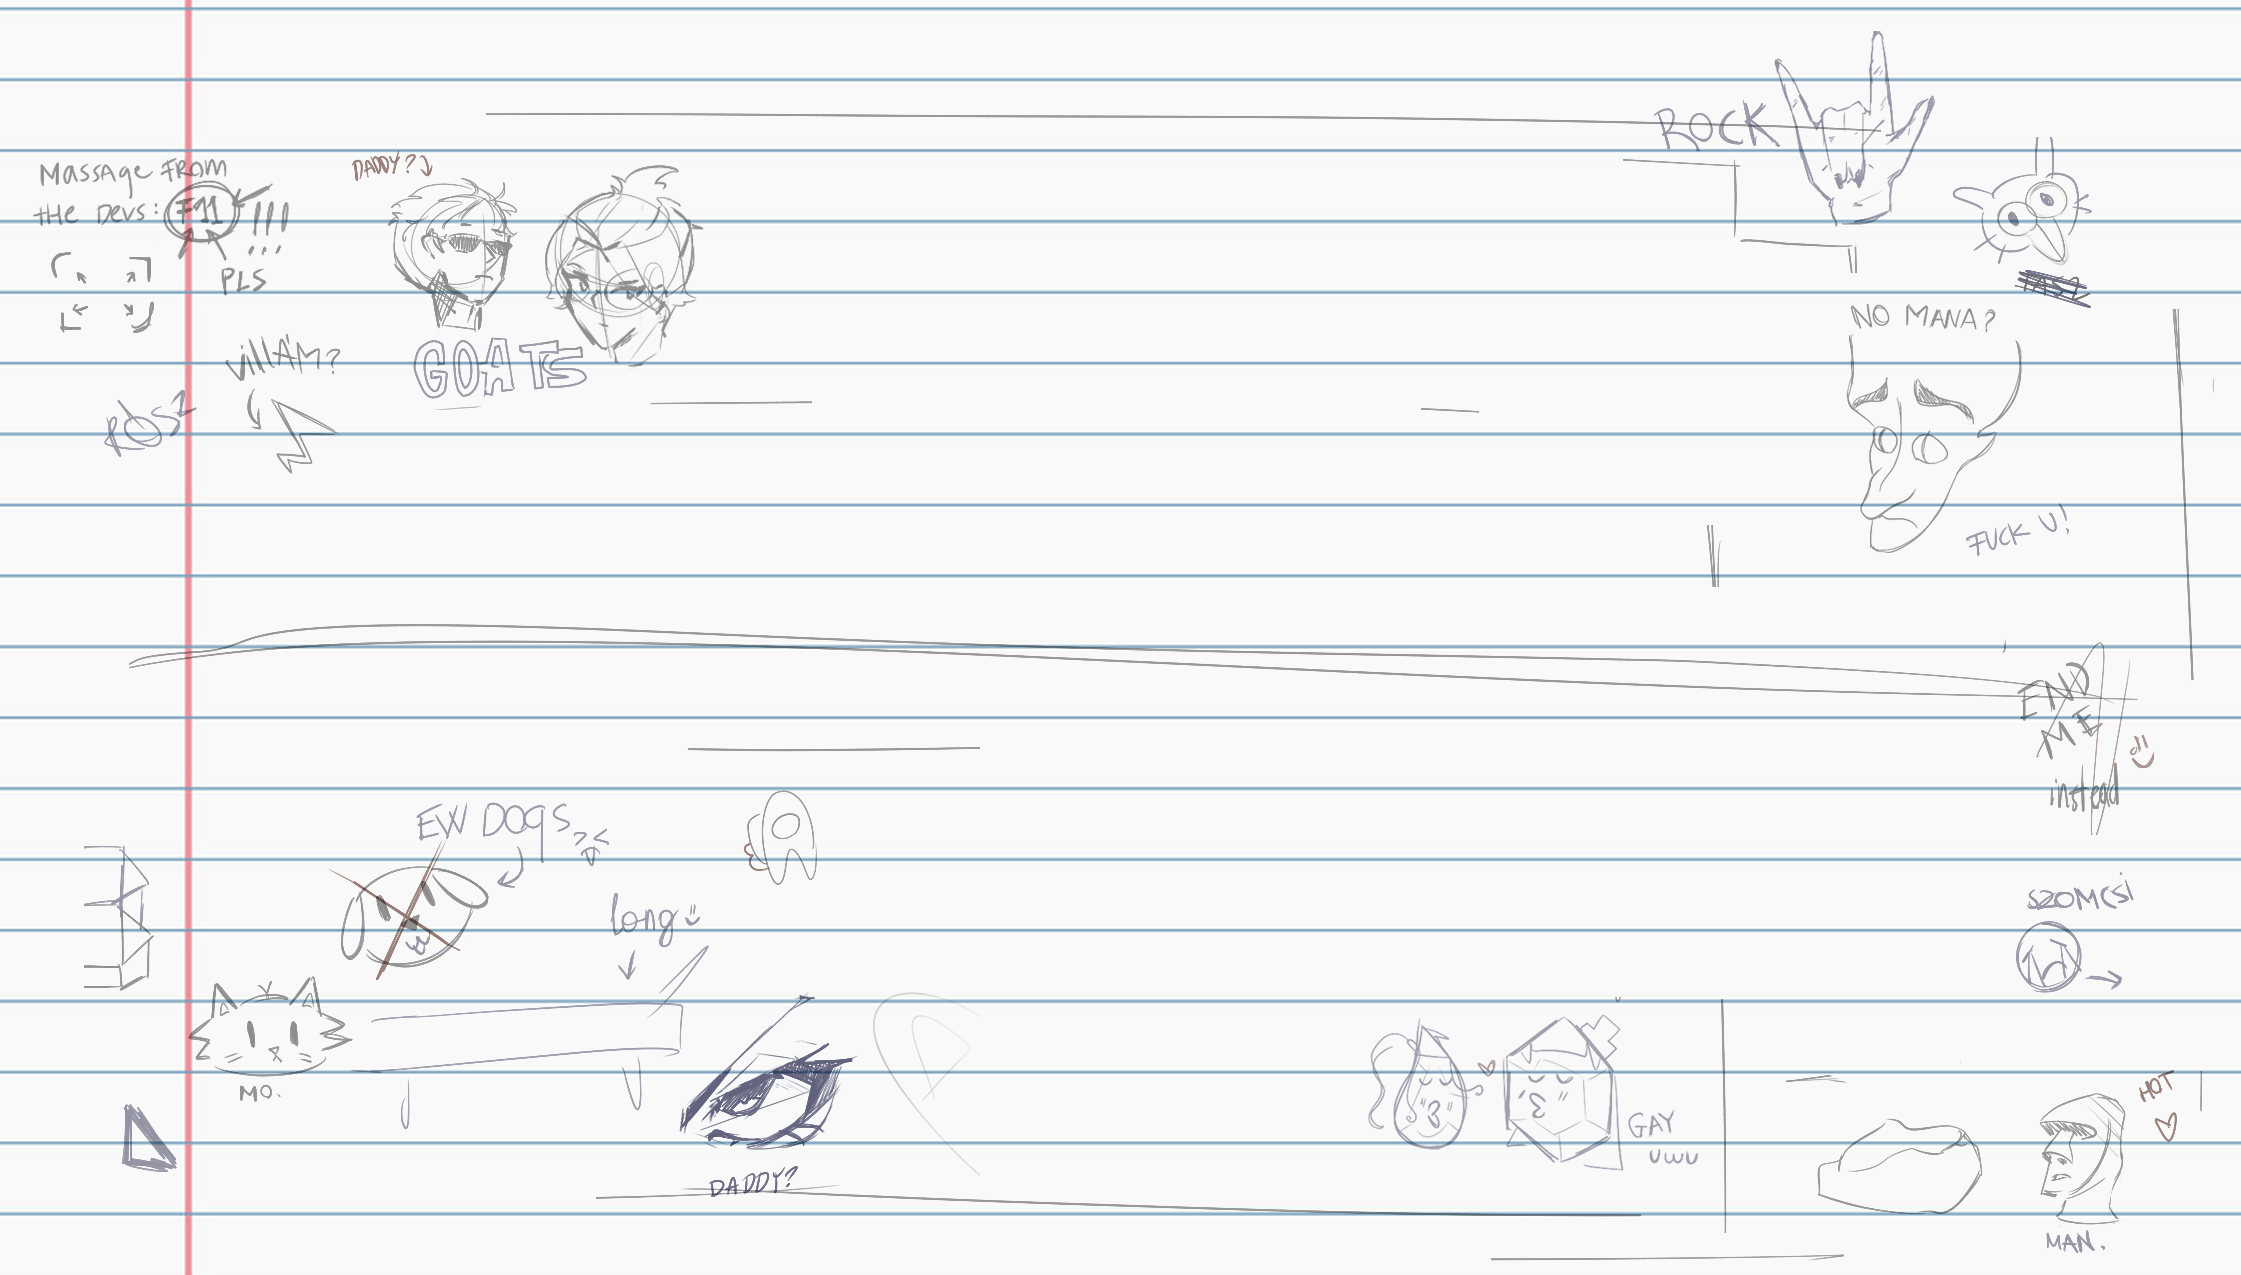 ROCK
Massage FROM
tHe Devs: F11 !!!
PLS
DADDY?
NO MANA?
villÁM?
GOATS
FUCK U!
END
ME
instead
EW DOgS
long
SZOMCSi
MO.
HOT
GAY
UWU
DADDY?
MAN.